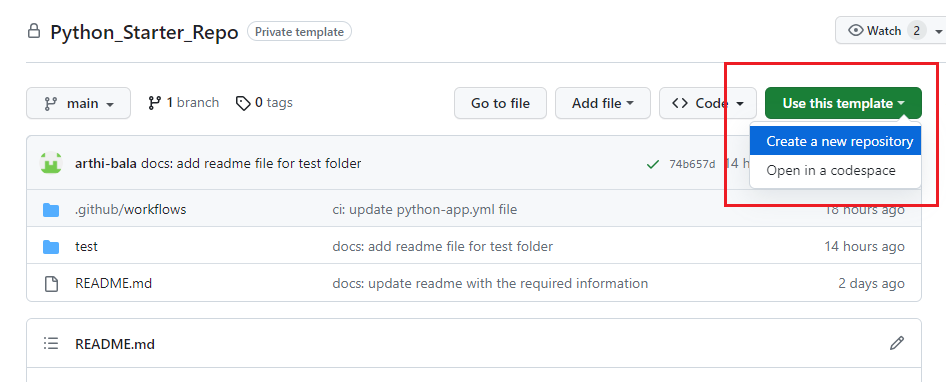 Python_Starter_Repo Private template Watch 2
main 1 branch 0 tags Go to file Add file Code Use this template
Create a new repository
Open in a codespace
arthi-bala docs: add readme file for test folder 74b657d 14 h
.github/workflows ci: update python-app.yml file 18 hours ago
test docs: add readme file for test folder 14 hours ago
README.md docs: update readme with the required information 2 days ago
README.md